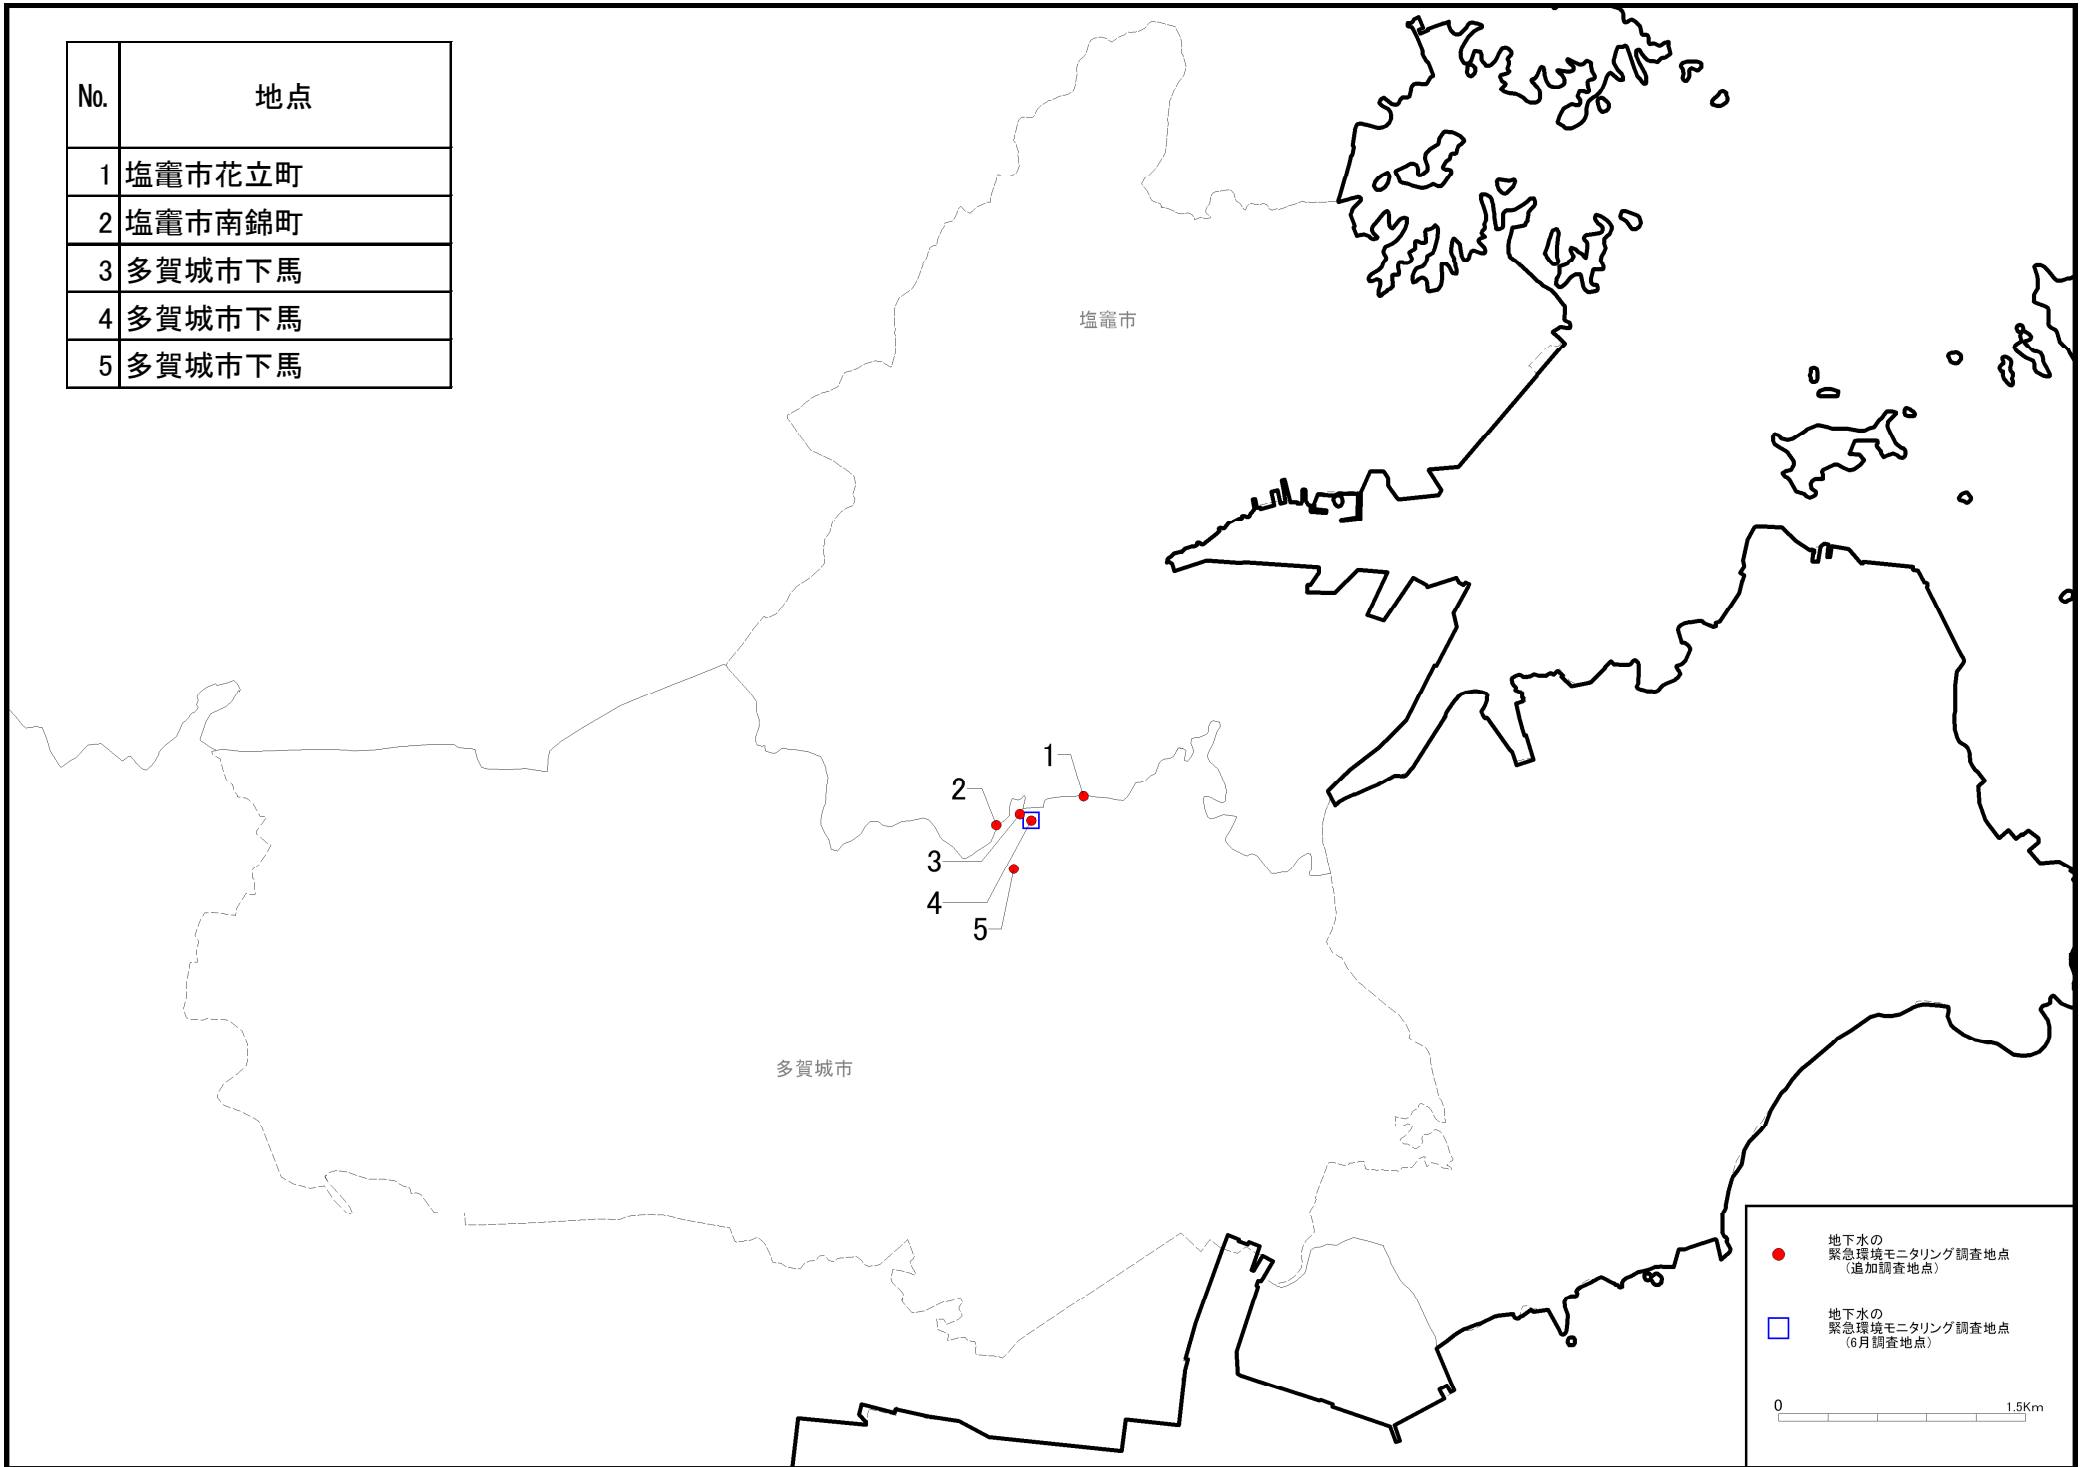 No. 地点
1 塩竈市花立町
2 塩竈市南錦町
3 多賀城市下馬
4 多賀城市下馬
5 多賀城市下馬
塩竈市
1
2
3
4
5
多賀城市
地下水の
緊急環境モニタリング調査地点
(追加調査地点)
地下水の
緊急環境モニタリング調査地点
(6月調査地点)
0 1.5Km